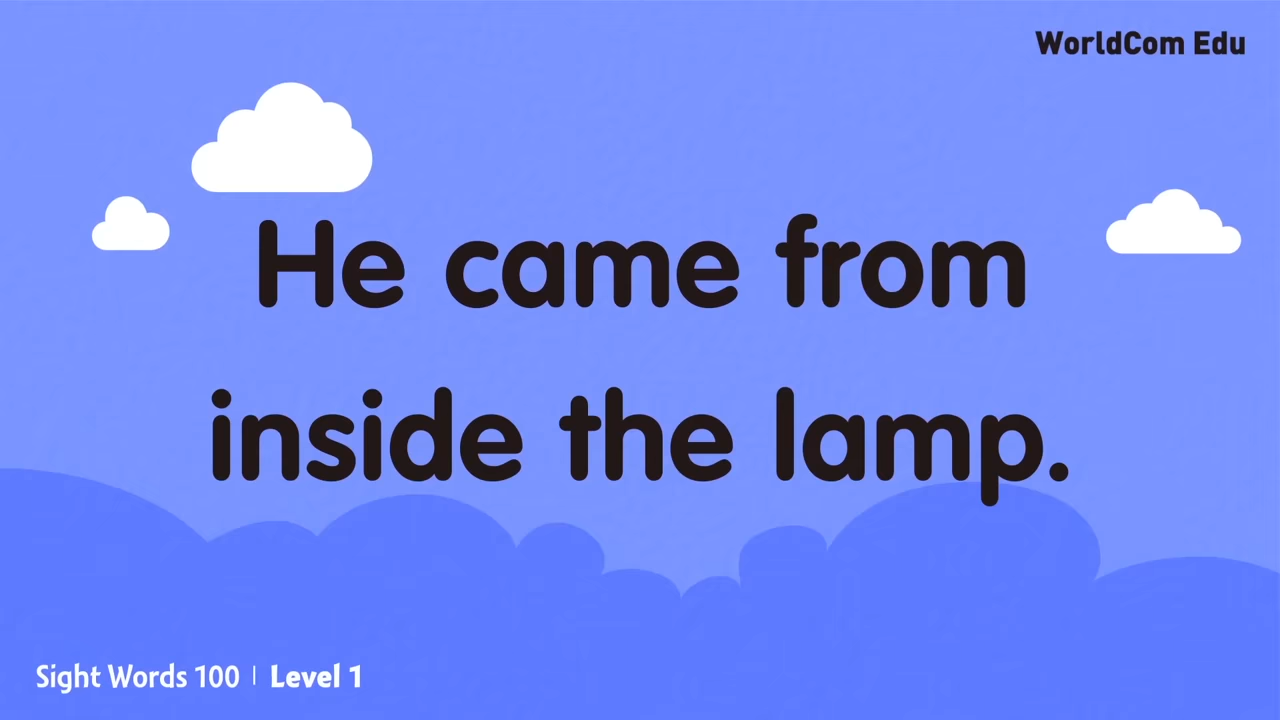 WorldCom Edu
He came from
inside the lamp.
Sight Words 100 | Level 1